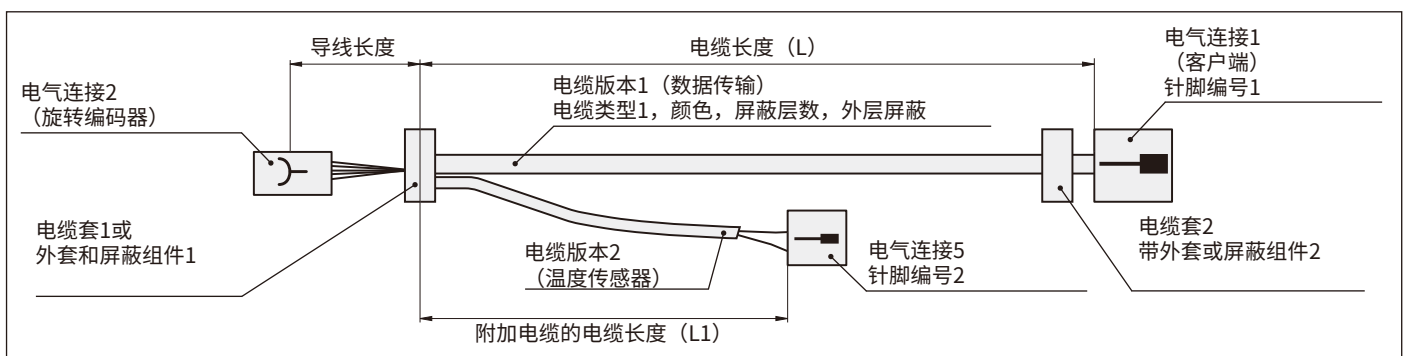 导线长度
电缆长度（L）
电气连接1
（客户端）
针脚编号1
电气连接2
（旋转编码器）
电缆版本1（数据传输）
电缆类型1，颜色，屏蔽层数，外层屏蔽
电缆套1或
外套和屏蔽组件1
电缆版本2
（温度传感器）
电气连接5
针脚编号2
电缆套2
带外套或屏蔽组件2
附加电缆的电缆长度（L1）